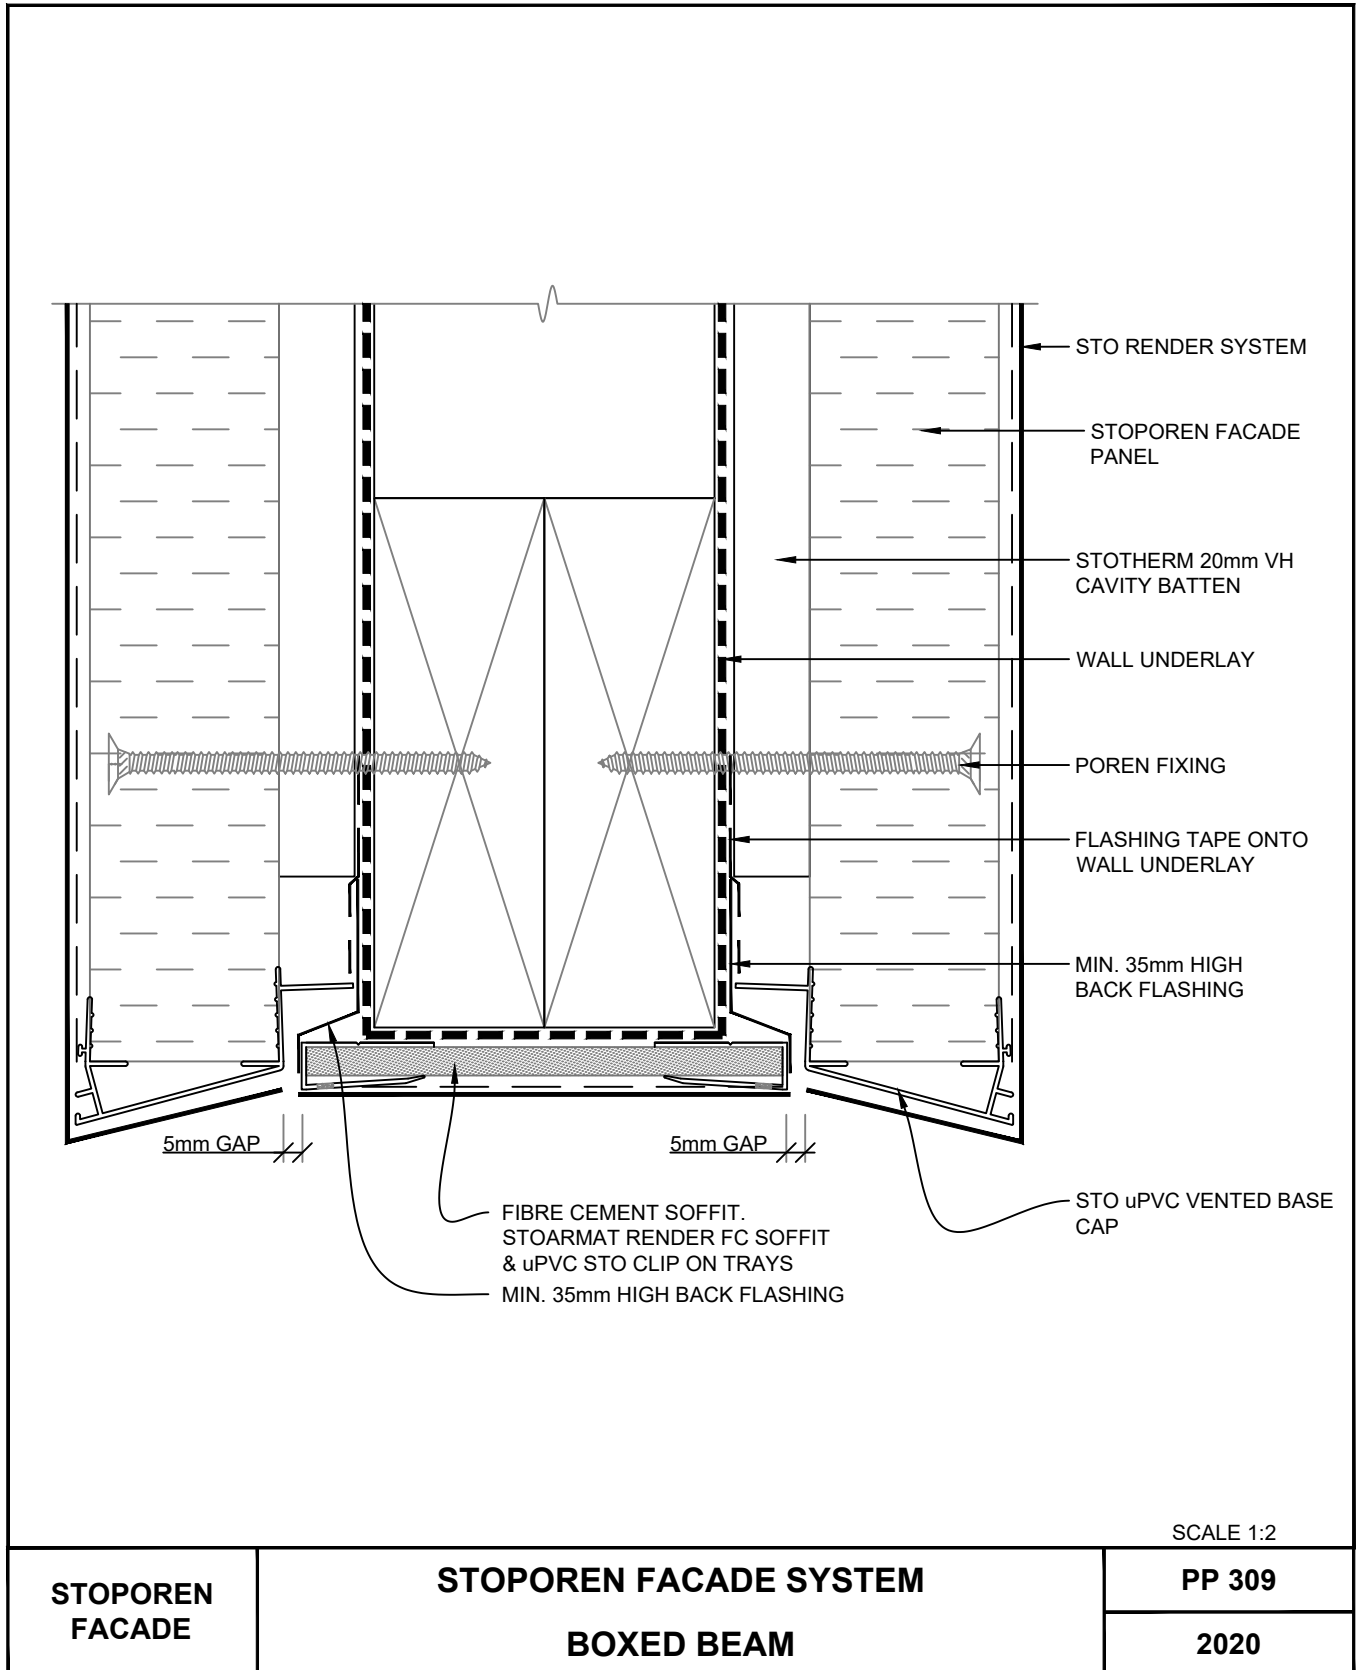 STO RENDER SYSTEM
STOPOREN FACADE
PANEL
STOTHERM 20mm VH
CAVITY BATTEN
WALL UNDERLAY
POREN FIXING
FLASHING TAPE ONTO
WALL UNDERLAY
MIN. 35mm HIGH
BACK FLASHING
5mm GAP
5mm GAP
STO uPVC VENTED BASE
CAP
FIBRE CEMENT SOFFIT.
STOARMAT RENDER FC SOFFIT
& uPVC STO CLIP ON TRAYS
MIN. 35mm HIGH BACK FLASHING
SCALE 1:2
STOPOREN
FACADE
STOPOREN FACADE SYSTEM
BOXED BEAM
PP 309
2020